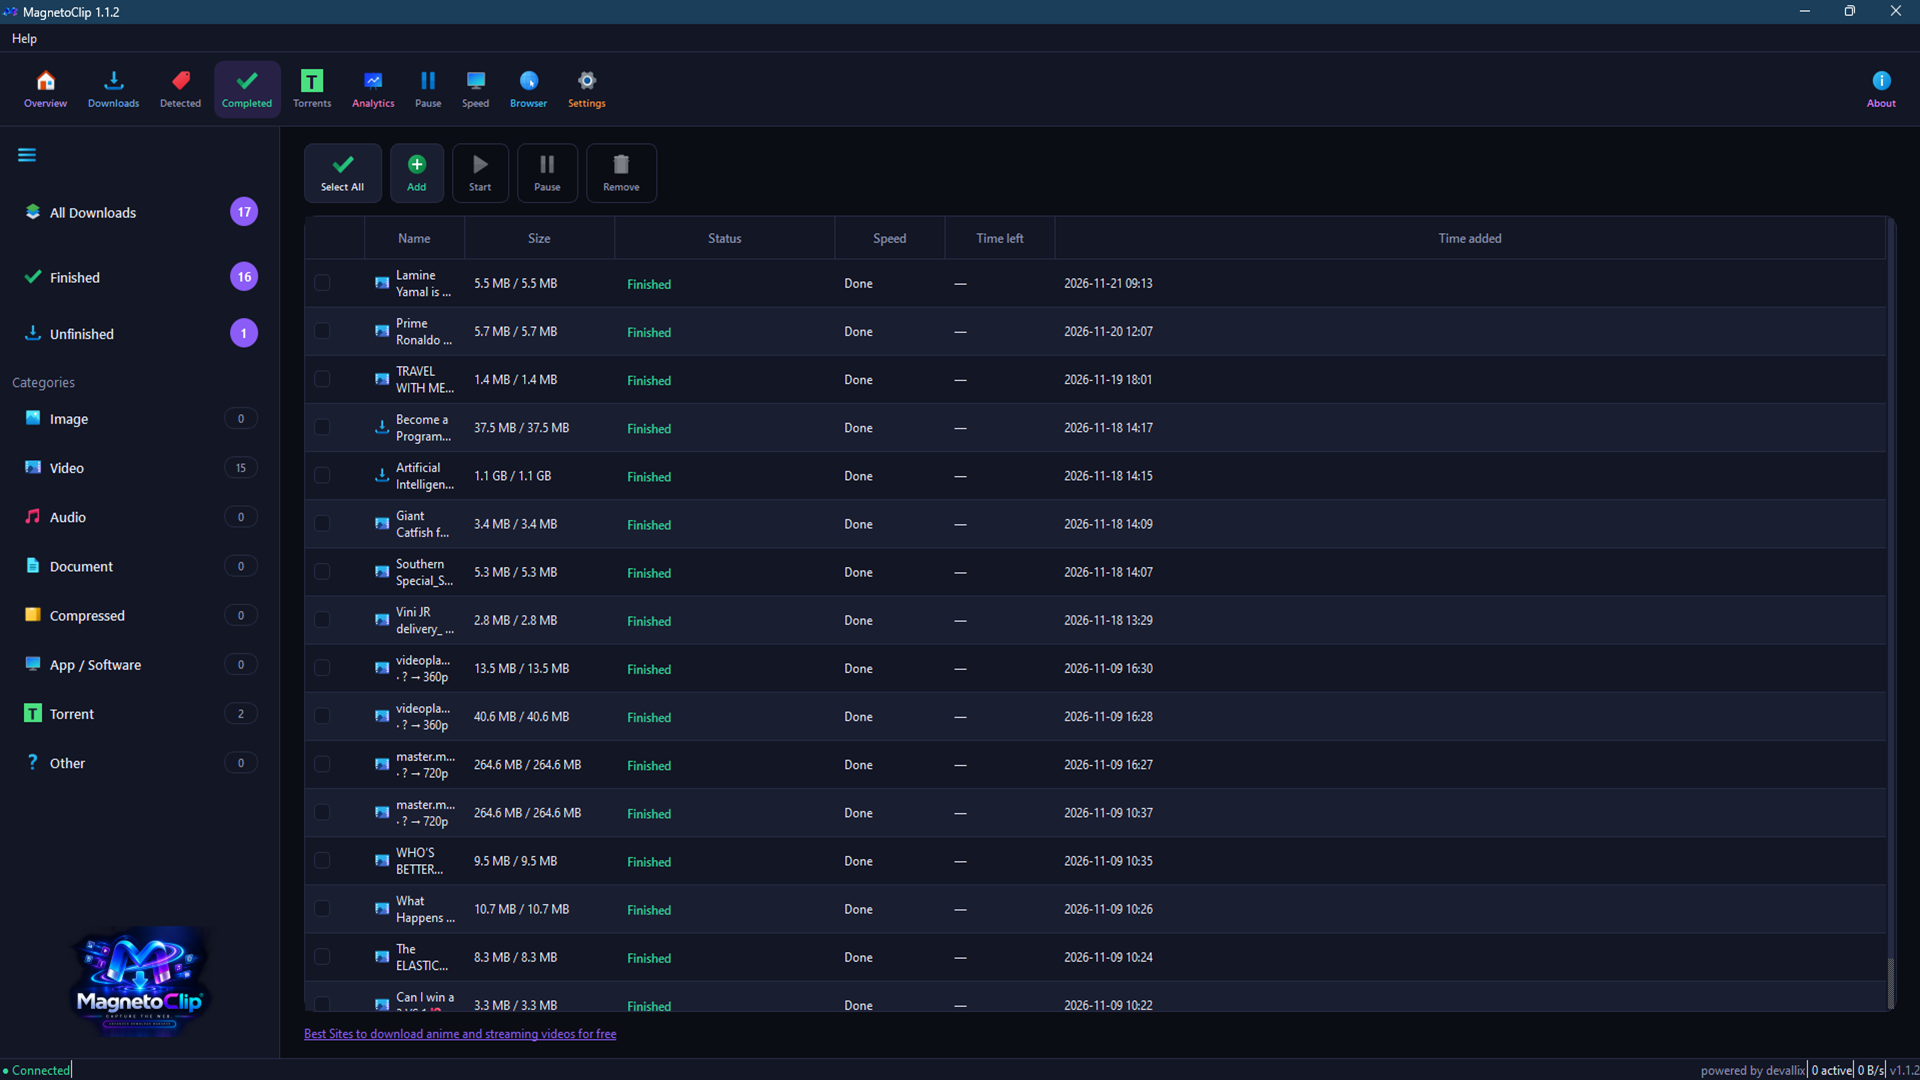 MagnetoClip 1.1.2
Help
Overview
Downloads
Detected
Completed
T
Torrents
Analytics
Pause
Speed
Browser
Settings
About
Select All
Add
Start
Pause
Remove
All Downloads 17
Finished 16
Unfinished 1
Categories
Image 0
Video 15
Audio 0
Document 0
Compressed 0
App / Software 0
T Torrent 2
? Other 0
MagnetoClip
CAPTURE THE WEB
Name Size Status Speed Time left Time added
Lamine
Yamal is ... 5.5 MB / 5.5 MB Finished Done — 2026-11-21 09:13
Prime
Ronaldo ... 5.7 MB / 5.7 MB Finished Done — 2026-11-20 12:07
TRAVEL
WITH ME... 1.4 MB / 1.4 MB Finished Done — 2026-11-19 18:01
Become a
Program... 37.5 MB / 37.5 MB Finished Done — 2026-11-18 14:17
Artificial
Intelligen... 1.1 GB / 1.1 GB Finished Done — 2026-11-18 14:15
Giant
Catfish f... 3.4 MB / 3.4 MB Finished Done — 2026-11-18 14:09
Southern
Special_S... 5.3 MB / 5.3 MB Finished Done — 2026-11-18 14:07
Vini JR
delivery_ ... 2.8 MB / 2.8 MB Finished Done — 2026-11-18 13:29
videopla...
· ? → 360p 13.5 MB / 13.5 MB Finished Done — 2026-11-09 16:30
videopla...
· ? → 360p 40.6 MB / 40.6 MB Finished Done — 2026-11-09 16:28
master.m...
· ? → 720p 264.6 MB / 264.6 MB Finished Done — 2026-11-09 16:27
master.m...
· ? → 720p 264.6 MB / 264.6 MB Finished Done — 2026-11-09 10:37
WHO'S
BETTER... 9.5 MB / 9.5 MB Finished Done — 2026-11-09 10:35
What
Happens ... 10.7 MB / 10.7 MB Finished Done — 2026-11-09 10:26
The
ELASTIC... 8.3 MB / 8.3 MB Finished Done — 2026-11-09 10:24
Can I win a
3.3 MB / 3.3 MB Finished Done — 2026-11-09 10:22
Best Sites to download anime and streaming videos for free
Connected
powered by devallix 0 active 0 B/s v1.1.2